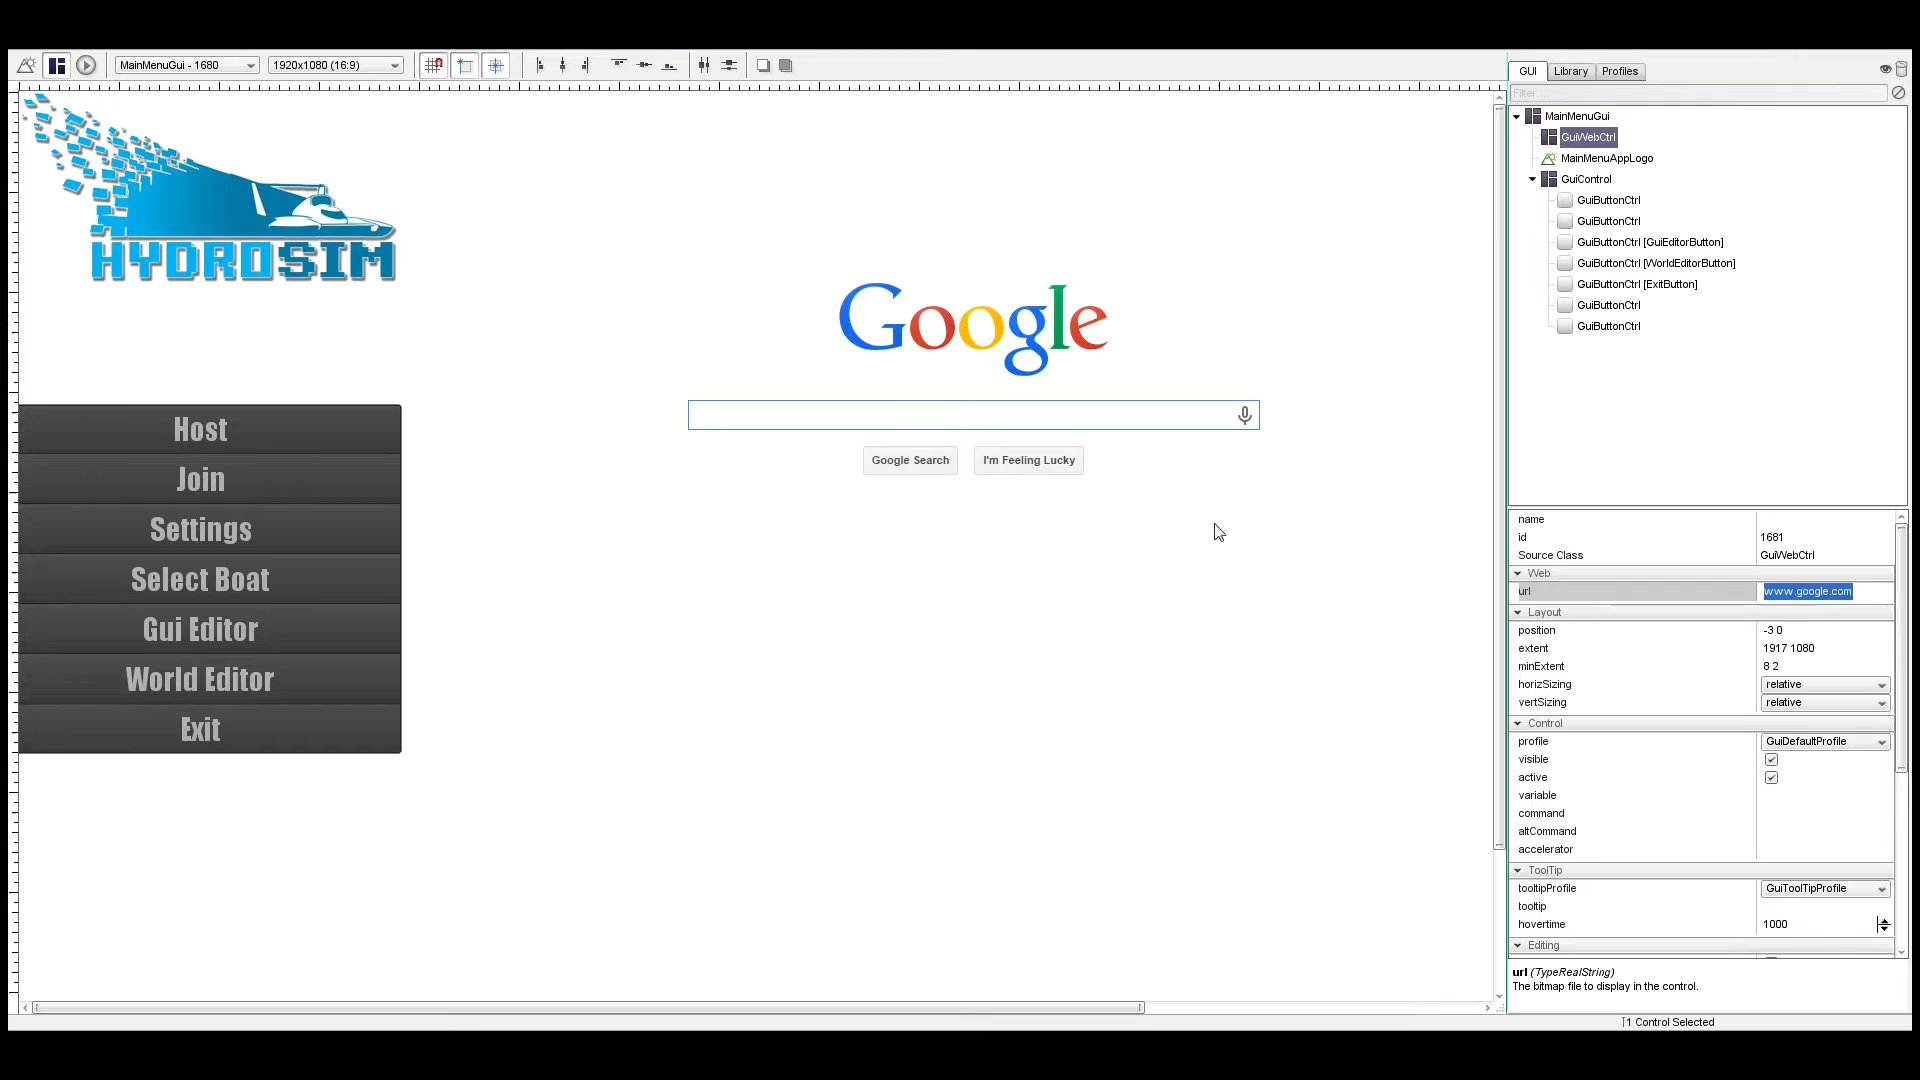 MainMenuGui - 1680
1920x1080 (16:9)
HYDROSIM
Google
Google Search
I'm Feeling Lucky
Host
Join
Settings
Select Boat
Gui Editor
World Editor
Exit
GUI
Library
Profiles
Filter...
MainMenuGui
GuiWebCtrl
MainMenuAppLogo
GuiControl
GuiButtonCtrl
GuiButtonCtrl
GuiButtonCtrl [GuiEditorButton]
GuiButtonCtrl [WorldEditorButton]
GuiButtonCtrl [ExitButton]
GuiButtonCtrl
GuiButtonCtrl
name
id 1681
Source Class GuiWebCtrl
Web
url www.google.com
Layout
position -3 0
extent 1917 1080
minExtent 8 2
horizSizing relative
vertSizing relative
Control
profile GuiDefaultProfile
visible
active
variable
command
altCommand
accelerator
ToolTip
tooltipProfile GuiToolTipProfile
tooltip
hovertime 1000
Editing
url (TypeRealString)
The bitmap file to display in the control.
1 Control Selected